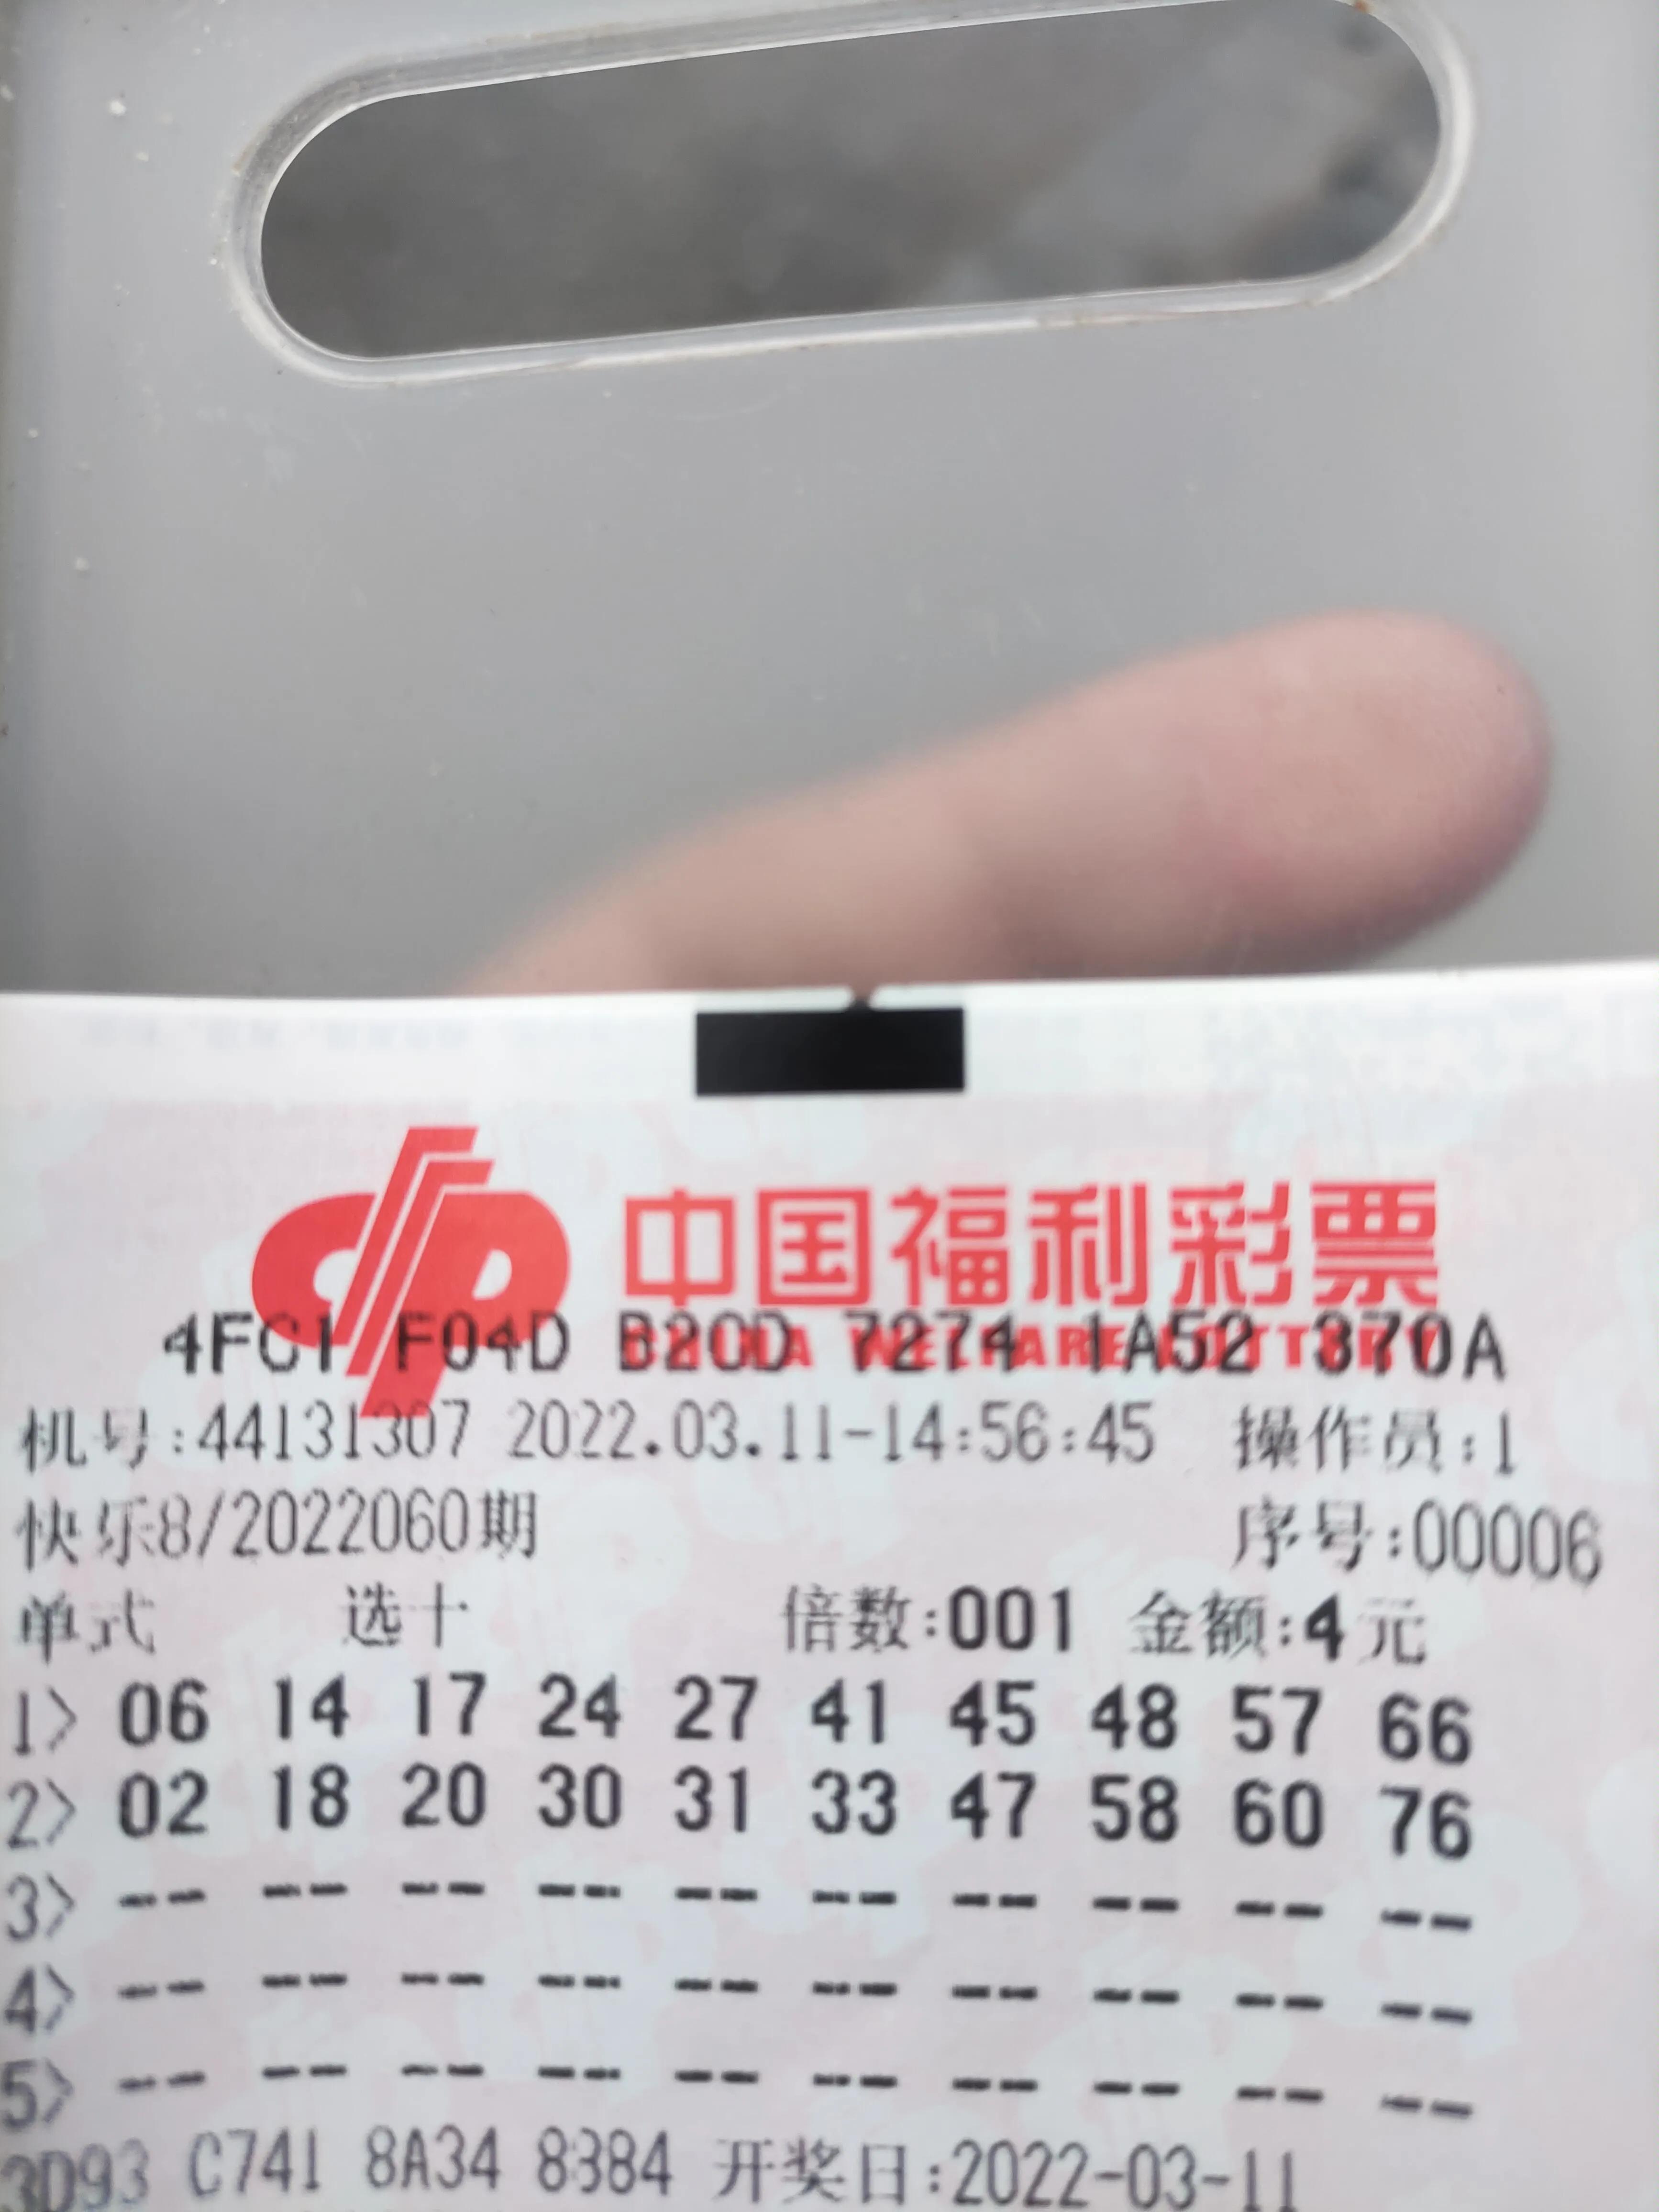 中国福利彩票
CHINA WELFARE LOTTERY
4FC1 F04D B20D 7274 1A52 370A
机号:44131307 2022.03.11-14:56:45 操作员:1
快乐8/2022060期 序号:00006
单式 选十 倍数:001 金额:4元
1> 06 14 17 24 27 41 45 48 57 66
2> 02 18 20 30 31 33 47 58 60 76
3> -- -- -- -- -- -- -- -- -- --
4> -- -- -- -- -- -- -- -- -- --
5> -- -- -- -- -- -- -- -- -- --
3D93 C741 8A34 8384 开奖日:2022-03-11